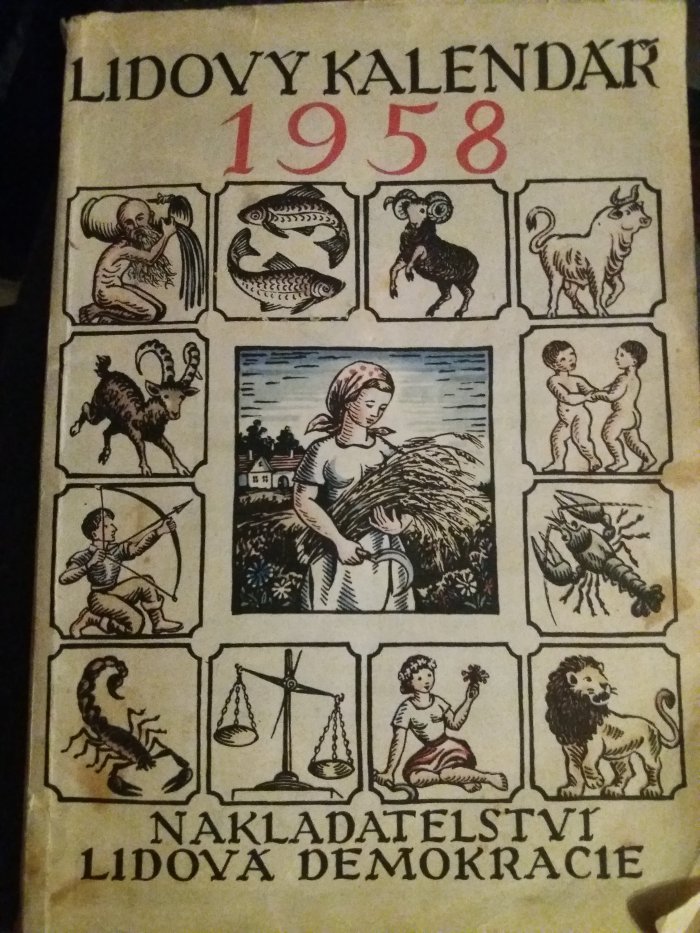 LIDOVÝ KALENDÁŘ
1958
NAKLADATELSTVÍ
LIDOVÁ DEMOKRACIE